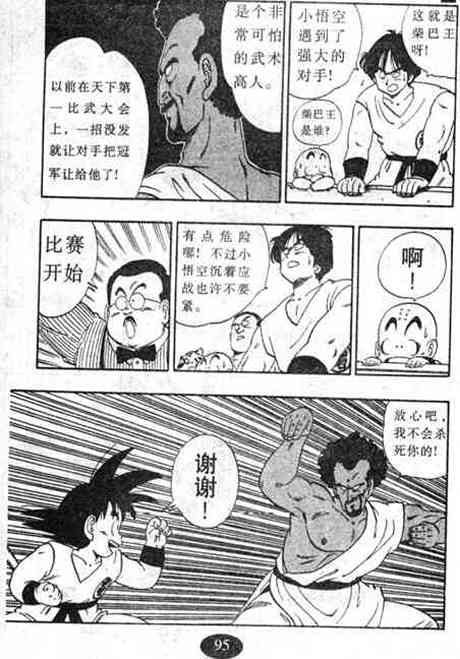 这就是
柴巴王
呀！
小悟空
遇到了
强大的
对手！
柴巴王
是谁？
是个非
常可怕
的武术
高人。
以前在天下第
一比武大会
上，一招没发
就让对手把冠
军让给他了！
啊！
有点危险
哪！不过小
悟空沉着应
战也许不要
紧。
比赛
开始
放心吧，
我不会杀
死你的！
谢
谢！
95